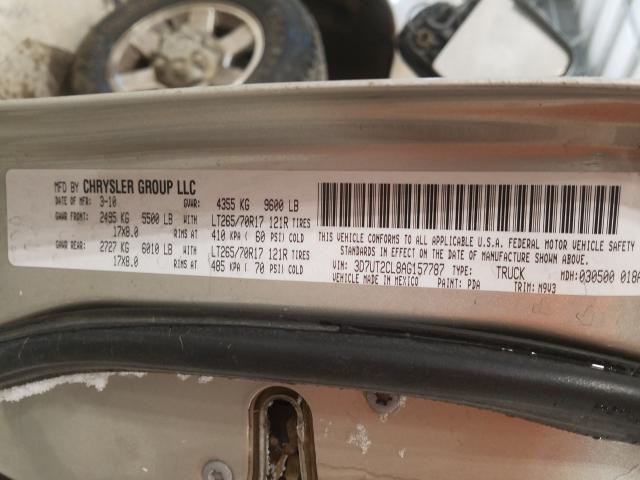 MFD BY CHRYSLER GROUP LLC
DATE OF MFR: 3-10 GVWR: 4355 KG 9600 LB
GAWR FRONT: 2495 KG 5500 LB WITH LT265/70R17 121R TIRES
17X8.0 RIMS AT 410 KPA ( 60 PSI) COLD
GAWR REAR: 2727 KG 6010 LB WITH LT265/70R17 121R TIRES
17X8.0 RIMS AT 485 KPA ( 70 PSI) COLD
THIS VEHICLE CONFORMS TO ALL APPLICABLE U.S.A. FEDERAL MOTOR VEHICLE SAFETY
STANDARDS IN EFFECT ON THE DATE OF MANUFACTURE SHOWN ABOVE.
VIN: 3D7UT2CL8AG157787 TYPE: TRUCK MDH: 030500 018A
VEHICLE MADE IN MEXICO PAINT: PDA TRIM: M9V3